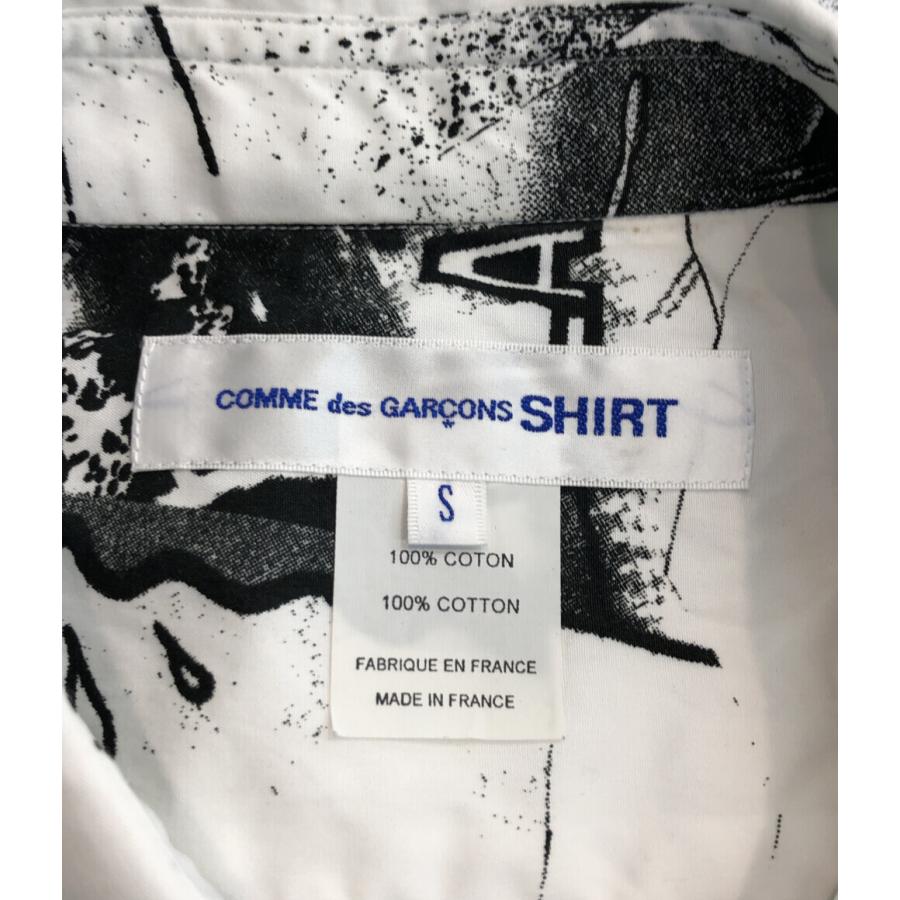 COMME des GARÇONS SHIRT
S
100% COTON
100% COTTON
FABRIQUE EN FRANCE
MADE IN FRANCE